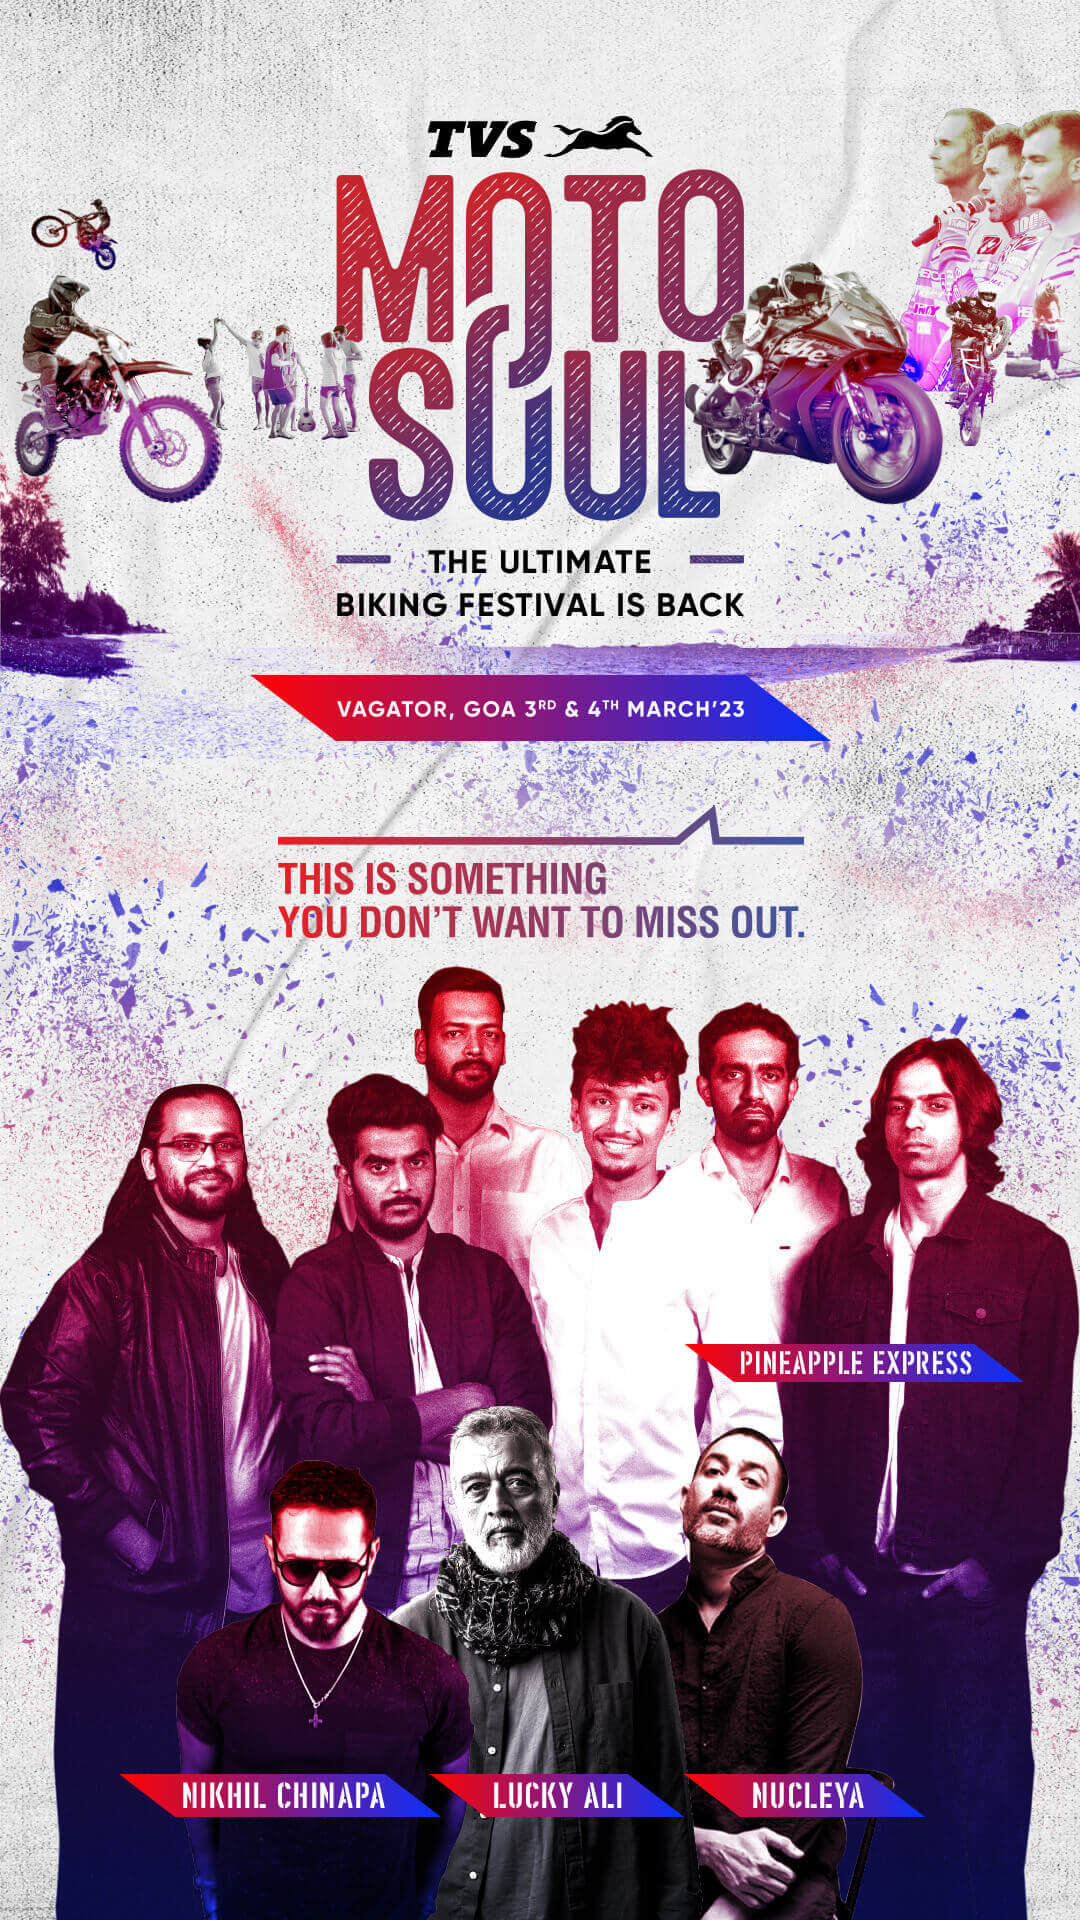 TVS
MOTO
SOUL
THE ULTIMATE
BIKING FESTIVAL IS BACK
VAGATOR, GOA 3RD & 4TH MARCH'23
THIS IS SOMETHING
YOU DON'T WANT TO MISS OUT.
PINEAPPLE EXPRESS
NIKHIL CHINAPA
LUCKY ALI
NUCLEYA